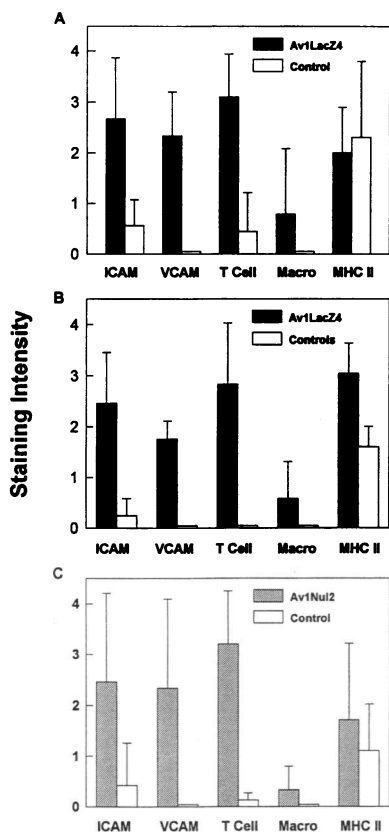 Staining Intensity
A
Av1LacZ4
Control
4
3
2
1
0
ICAM VCAM T Cell Macro MHC II
B
Av1LacZ4
Controls
4
3
2
1
0
ICAM VCAM T Cell Macro MHC II
C
Av1Nul2
Control
4
3
2
1
0
ICAM VCAM T Cell Macro MHC II